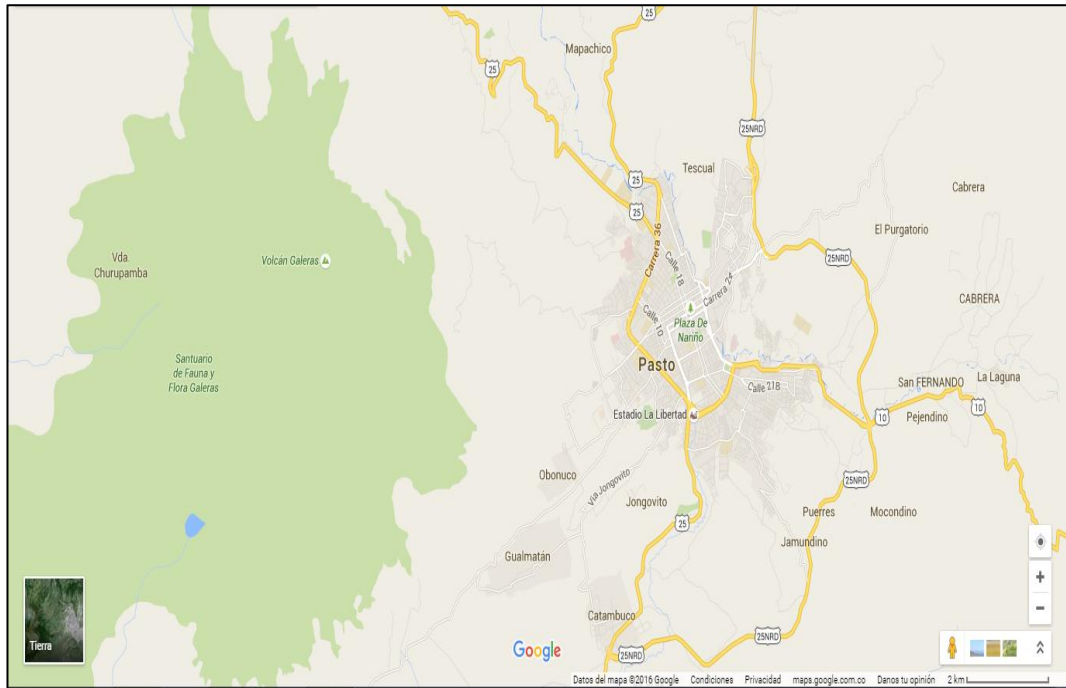 25
Mapachico
25
25NRD
Tescual
25
25
Cabrera
El Purgatorio
Carrera 36
Calle 18
Vda.
Churupamba
Volcán Galeras
25NRD
Carrera 24
CABRERA
Calle 10
Plaza De
Nariño
Santuario
de Fauna y
Flora Galeras
Pasto
Calle 21B
San FERNANDO
La Laguna
Estadio La Libertad
10
Pejendino
10
Obonuco
Vía Jongovito
25NRD
Jongovito
Puerres
Mocondino
25
Jamundino
Gualmatán
Catambuco
Tierra
Google
25NRD
25NRD
Datos del mapa ©2016 Google Condiciones Privacidad maps.google.com.co Danos tu opinión 2 km